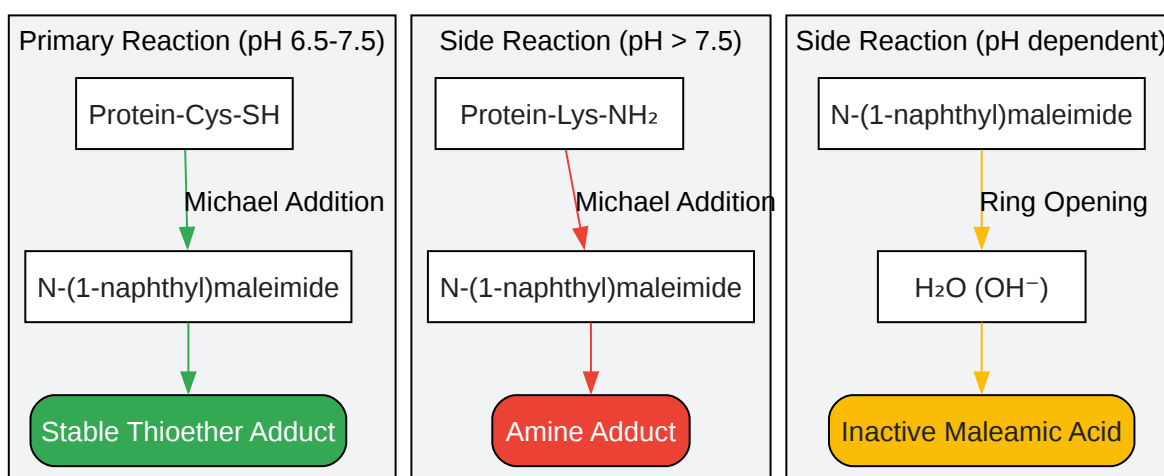 Primary Reaction (pH 6.5-7.5)
Protein-Cys-SH
Michael Addition
N-(1-naphthyl)maleimide
Stable Thioether Adduct
Side Reaction (pH > 7.5)
Protein-Lys-NH₂
Michael Addition
N-(1-naphthyl)maleimide
Amine Adduct
Side Reaction (pH dependent)
N-(1-naphthyl)maleimide
Ring Opening
H₂O (OH⁻)
Inactive Maleamic Acid